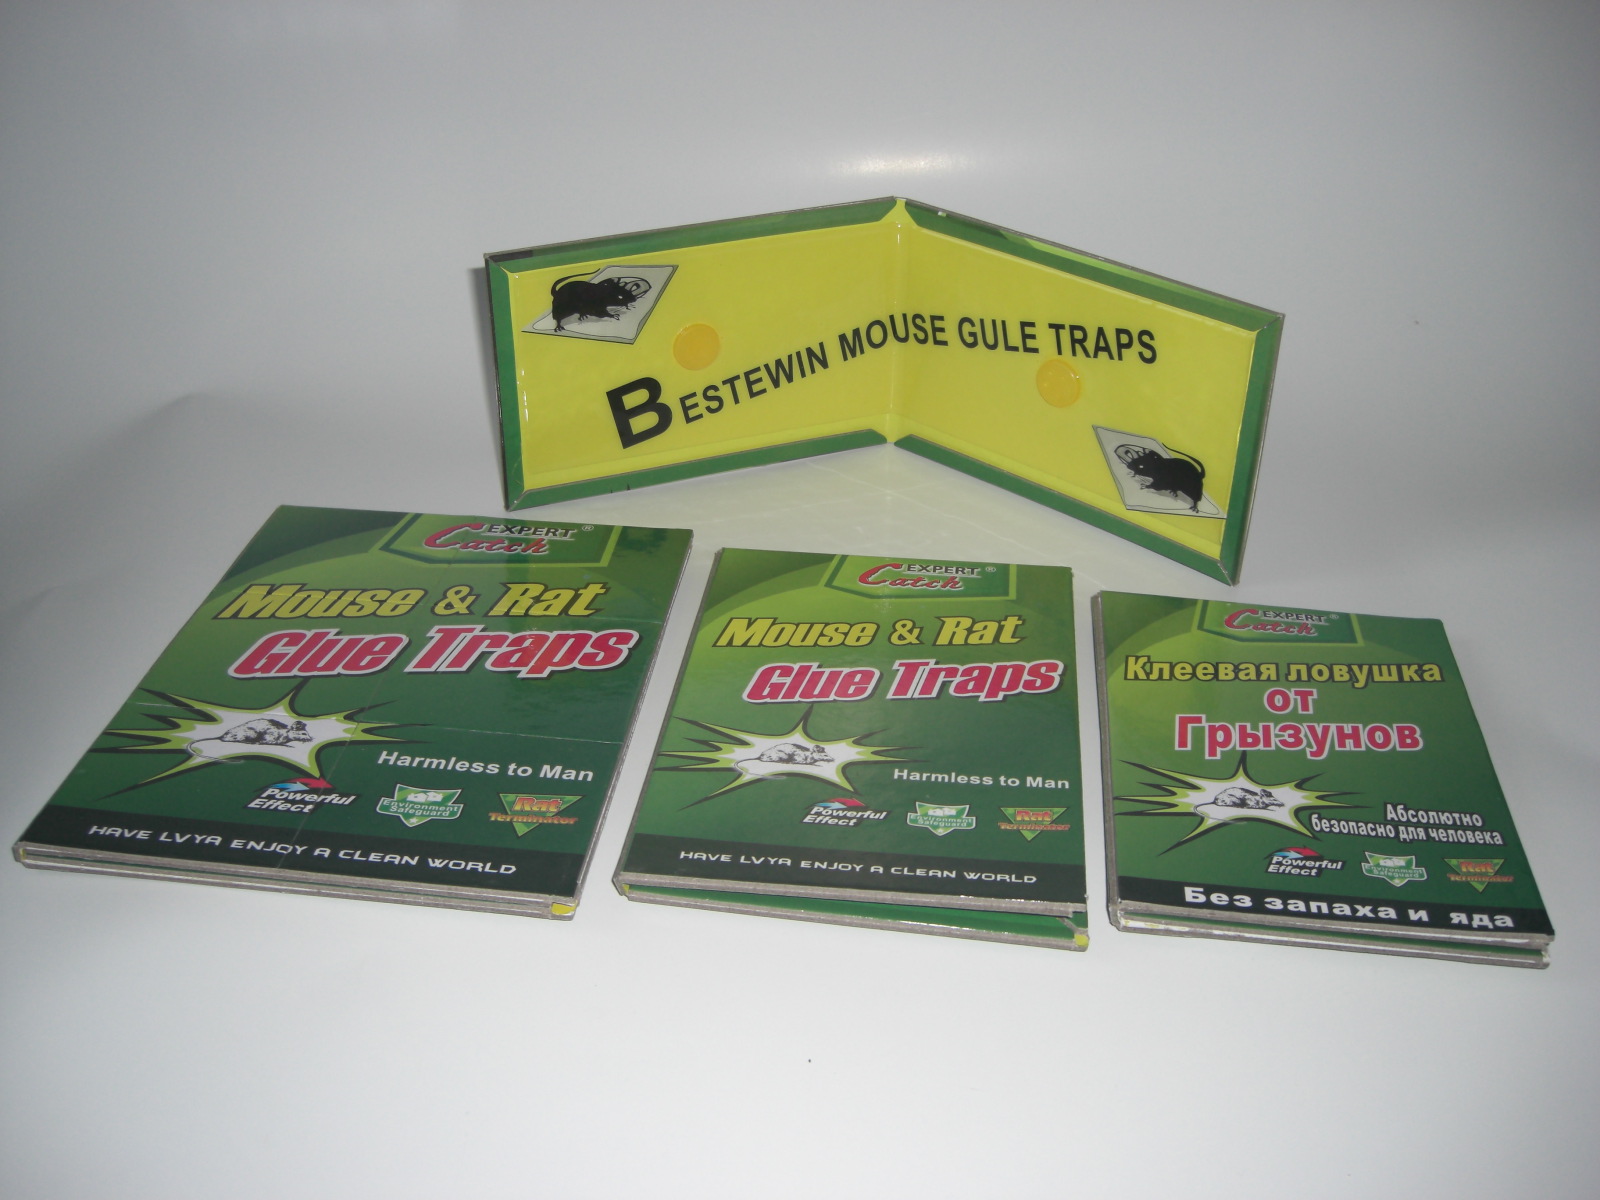 BESTEWIN MOUSE GULE TRAPS
EXPERT ®
Catch
Mouse & Rat
Glue Traps
Harmless to Man
Powerful
Effect
Environment
Safeguard
Rat
Terminator
HAVE LVYA ENJOY A CLEAN WORLD
EXPERT ®
Catch
Mouse & Rat
Glue Traps
Harmless to Man
Powerful
Effect
Environment
Safeguard
Rat
Terminator
HAVE LVYA ENJOY A CLEAN WORLD
EXPERT ®
Catch
Клеевая ловушка
от
Грызунов
Абсолютно
безопасно для человека
Powerful
Effect
Environment
Safeguard
Rat
Terminator
Без запаха и яда